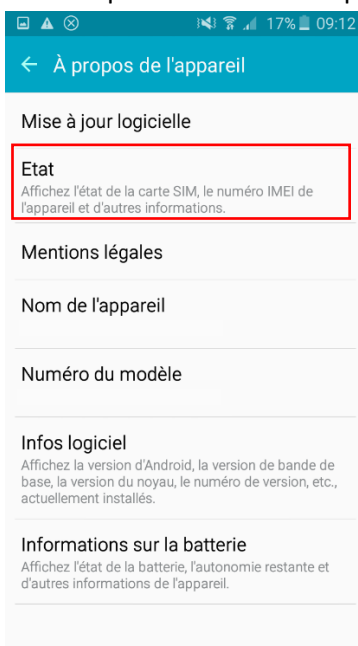 17% 09:12
À propos de l'appareil
Mise à jour logicielle
Etat
Affichez l'état de la carte SIM, le numéro IMEI de
l'appareil et d'autres informations.
Mentions légales
Nom de l'appareil
Numéro du modèle
Infos logiciel
Affichez la version d'Android, la version de bande de
base, la version du noyau, le numéro de version, etc.,
actuellement installés.
Informations sur la batterie
Affichez l'état de la batterie, l'autonomie restante et
d'autres informations de l'appareil.